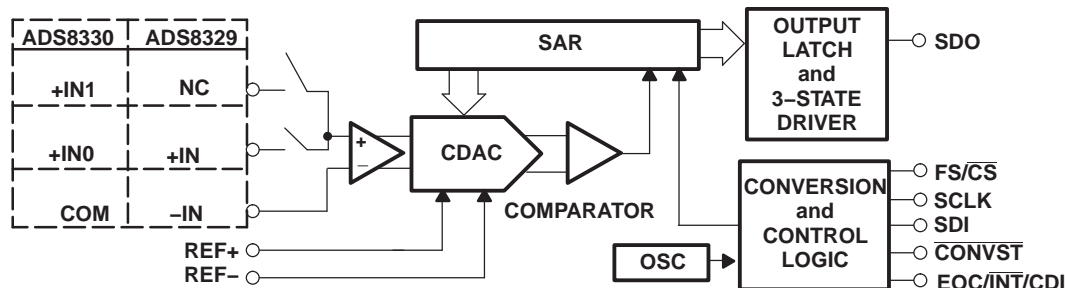 ADS8330 ADS8329
+IN1 NC
+IN0 +IN
COM –IN
REF+
REF–
SAR
+
–
CDAC
COMPARATOR
OUTPUT
LATCH
and
3–STATE
DRIVER
SDO
OSC
CONVERSION
and
CONTROL
LOGIC
FS/CS
SCLK
SDI
CONVST
EOC/INT/CDI